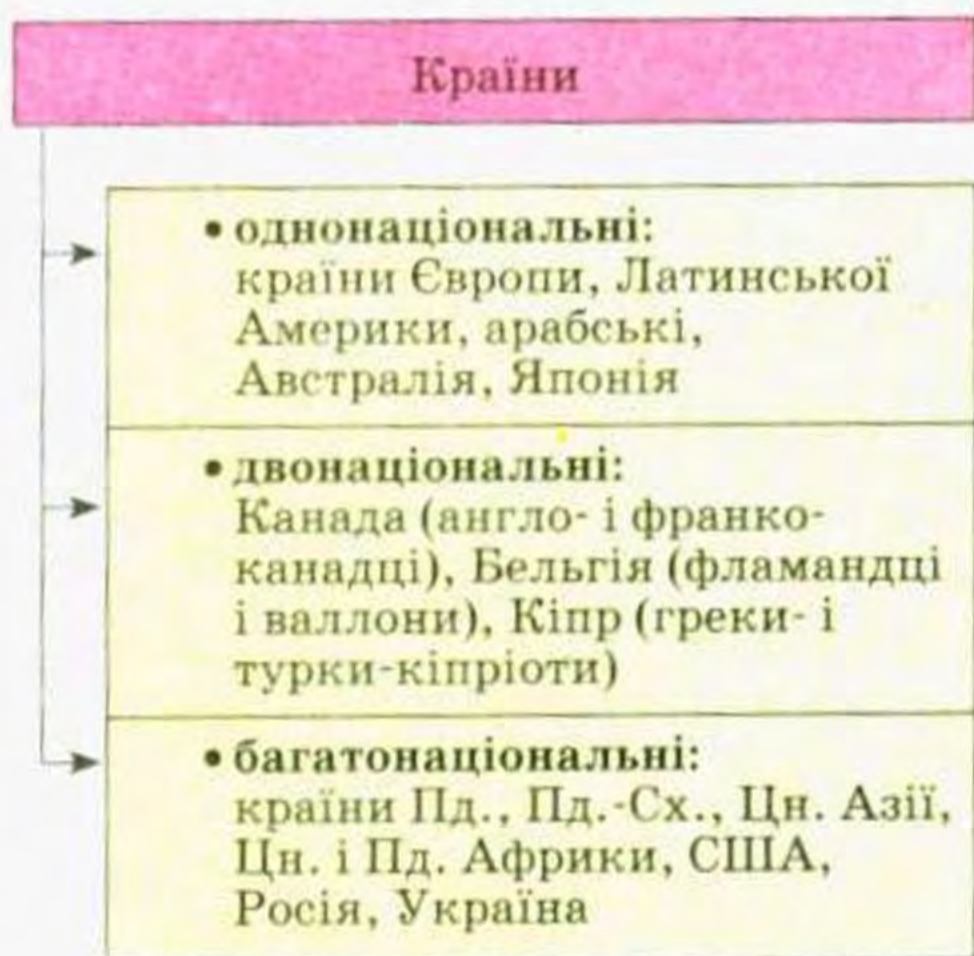 Країни
• однонаціональні:
країни Європи, Латинської
Америки, арабські,
Австралія, Японія
• двонаціональні:
Канада (англо- і франко-
канадці), Бельгія (фламандці
і валлони), Кіпр (греки- і
турки-кіпріоти)
• багатонаціональні:
країни Пд., Пд.-Сх., Цн. Азії,
Цн. і Пд. Африки, США,
Росія, Україна